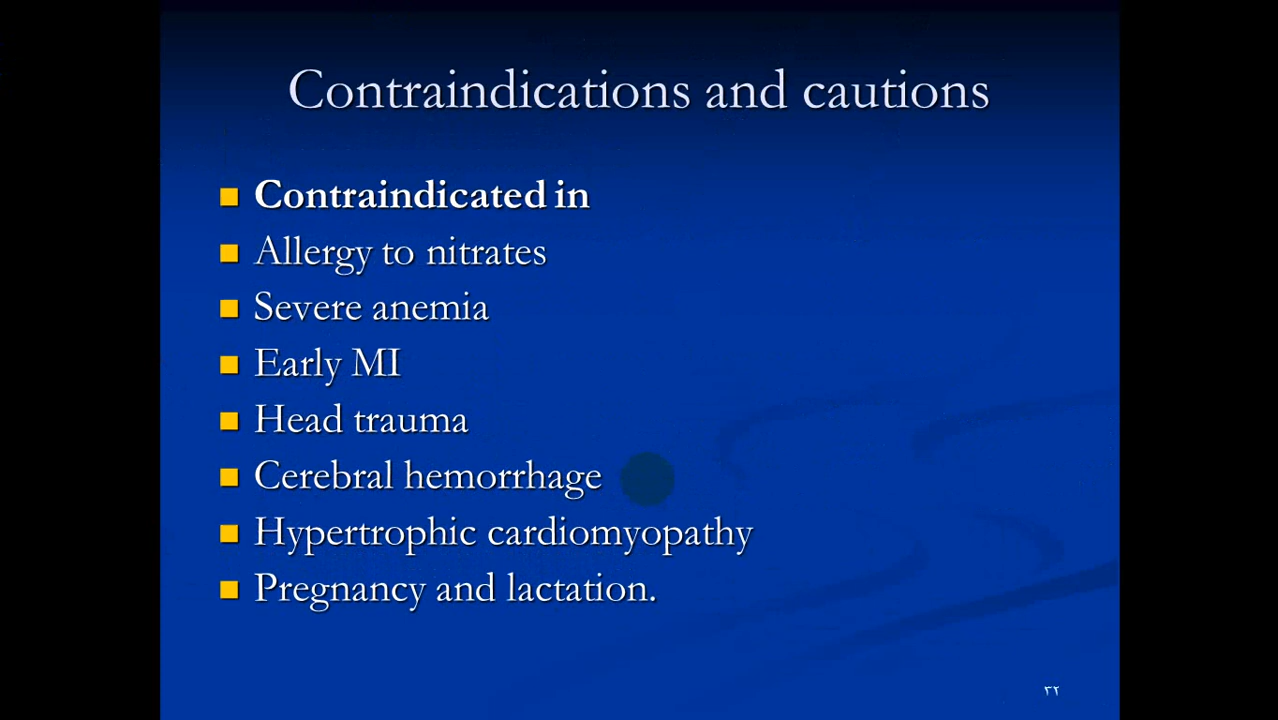 Contraindications and cautions
Contraindicated in
Allergy to nitrates
Severe anemia
Early MI
Head trauma
Cerebral hemorrhage
Hypertrophic cardiomyopathy
Pregnancy and lactation.
٣٢